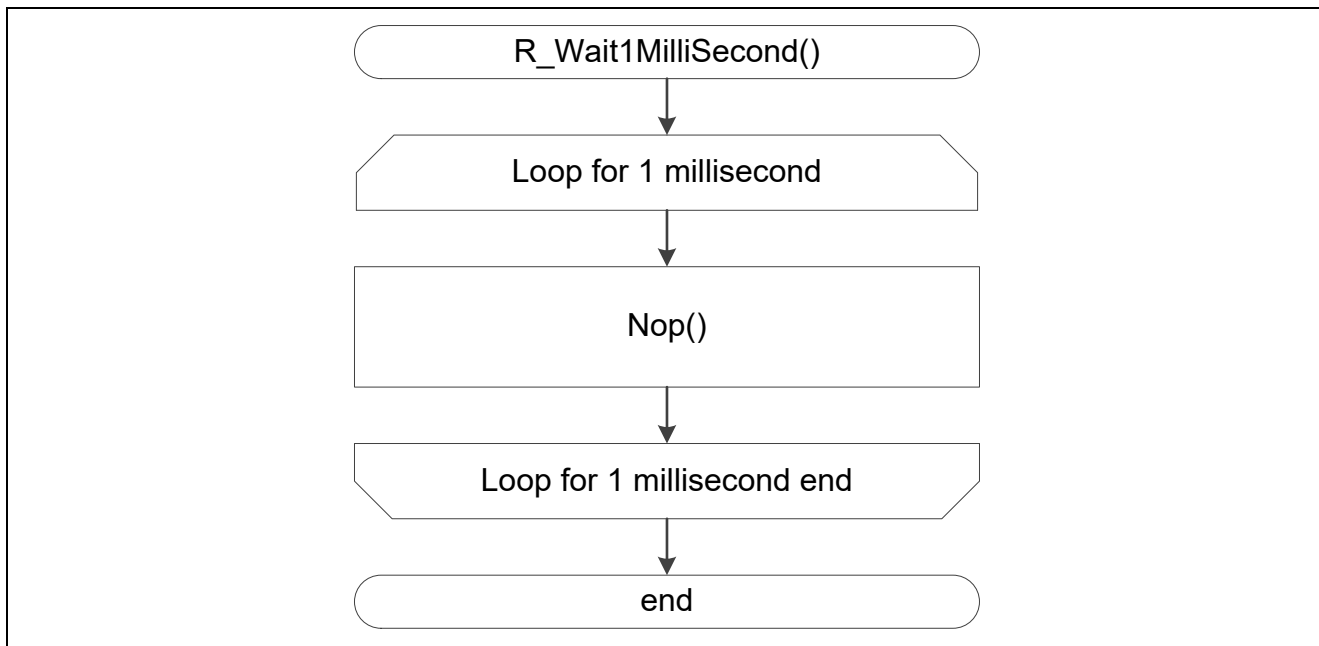 R_Wait1MilliSecond()
Loop for 1 millisecond
Nop()
Loop for 1 millisecond end
end